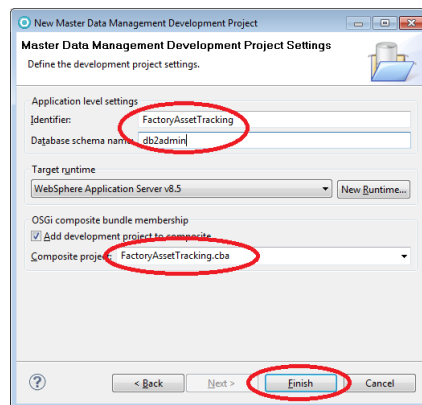 New Master Data Management Development Project
Master Data Management Development Project Settings
Define the development project settings.
Application level settings
Identifier: FactoryAssetTracking
Database schema name: db2admin
Target runtime
WebSphere Application Server v8.5 New Runtime...
OSGi composite bundle membership
Add development project to composite
Composite project: FactoryAssetTracking.cba
? < Back Next > Finish Cancel